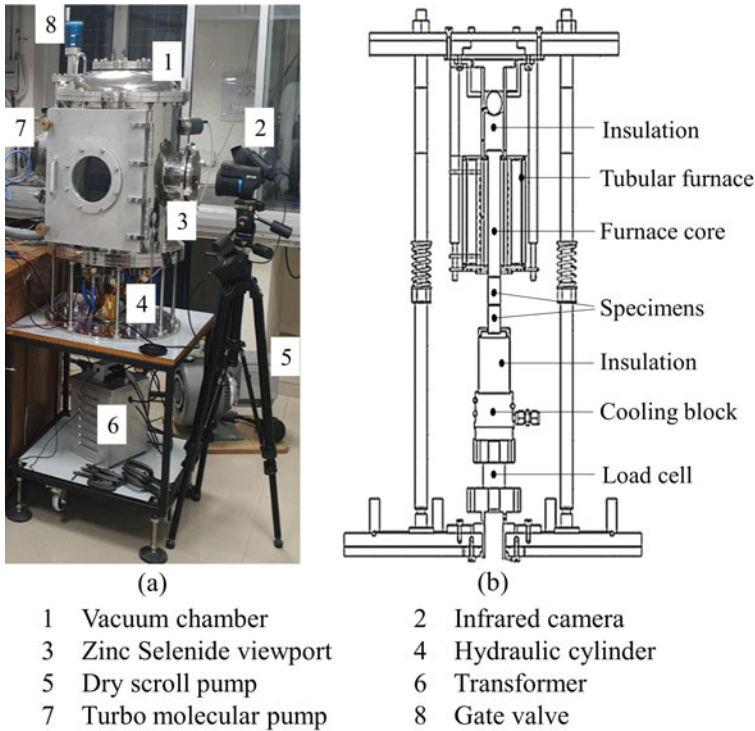 8
1
2
7
3
4
5
6
Insulation
Tubular furnace
Furnace core
Specimens
Insulation
Cooling block
Load cell
(a) (b)
1 Vacuum chamber 2 Infrared camera
3 Zinc Selenide viewport 4 Hydraulic cylinder
5 Dry scroll pump 6 Transformer
7 Turbo molecular pump 8 Gate valve